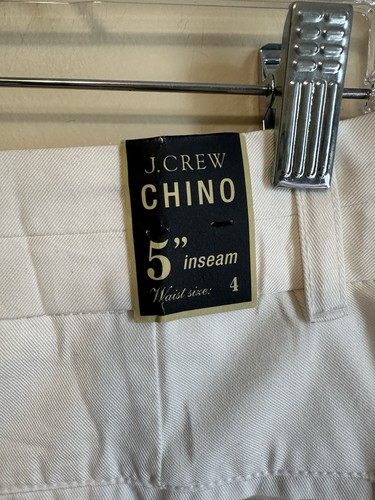 J.CREW
CHINO
5” inseam
Waist size: 4